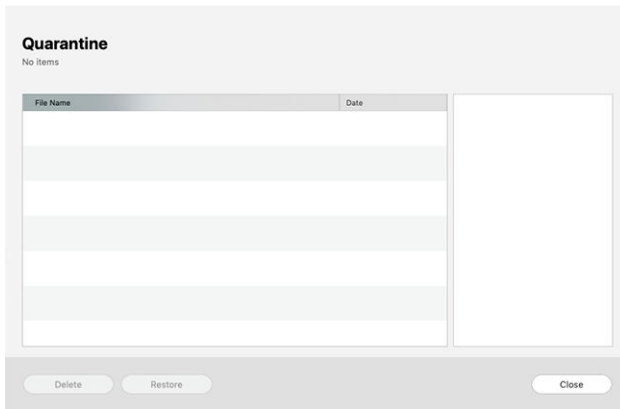 Quarantine
No items
File Name Date
Delete Restore Close